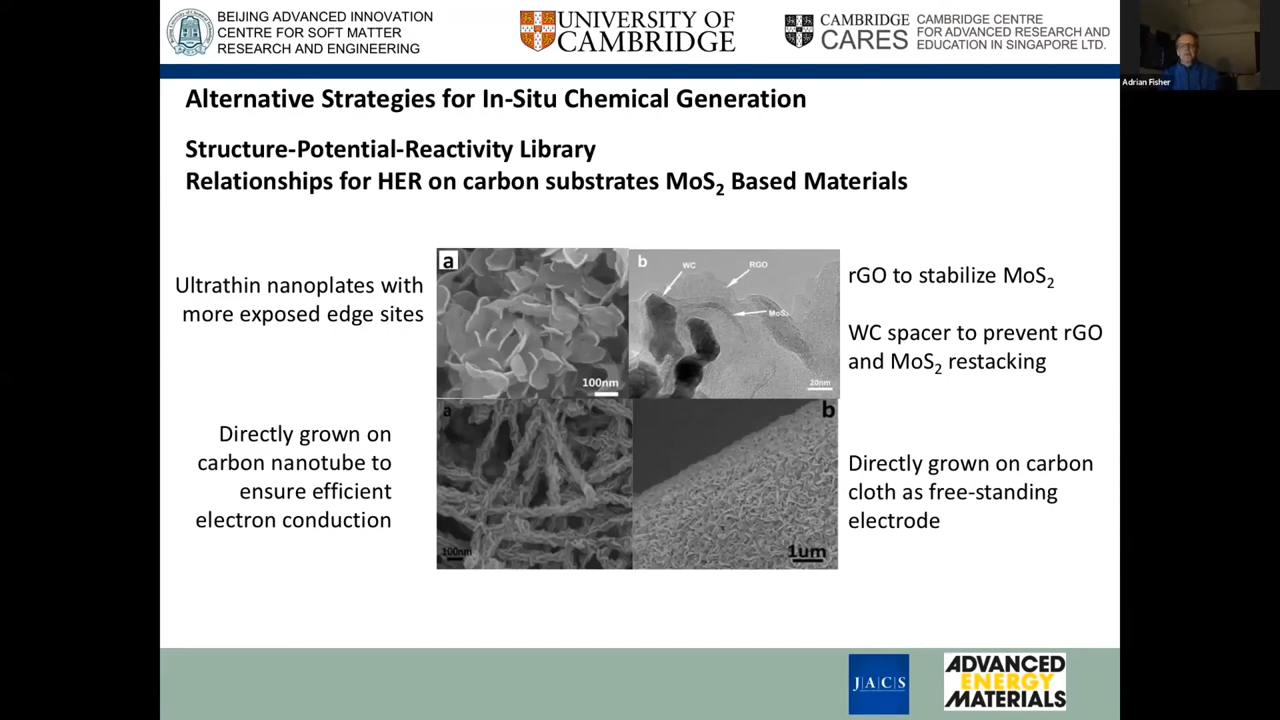 BEIJING ADVANCED INNOVATION
CENTRE FOR SOFT MATTER
RESEARCH AND ENGINEERING
UNIVERSITY OF
CAMBRIDGE
CAMBRIDGE
CARES
CAMBRIDGE CENTRE
FOR ADVANCED RESEARCH AND
EDUCATION IN SINGAPORE LTD.
Adrian Fisher
Alternative Strategies for In-Situ Chemical Generation
Structure-Potential-Reactivity Library
Relationships for HER on carbon substrates MoS₂ Based Materials
Ultrathin nanoplates with
more exposed edge sites
a
100nm
b
WC
RGO
MoS₂
20nm
rGO to stabilize MoS₂
WC spacer to prevent rGO
and MoS₂ restacking
Directly grown on
carbon nanotube to
ensure efficient
electron conduction
a
100nm
b
1um
Directly grown on carbon
cloth as free-standing
electrode
J|A|C|S
ADVANCED
ENERGY
MATERIALS